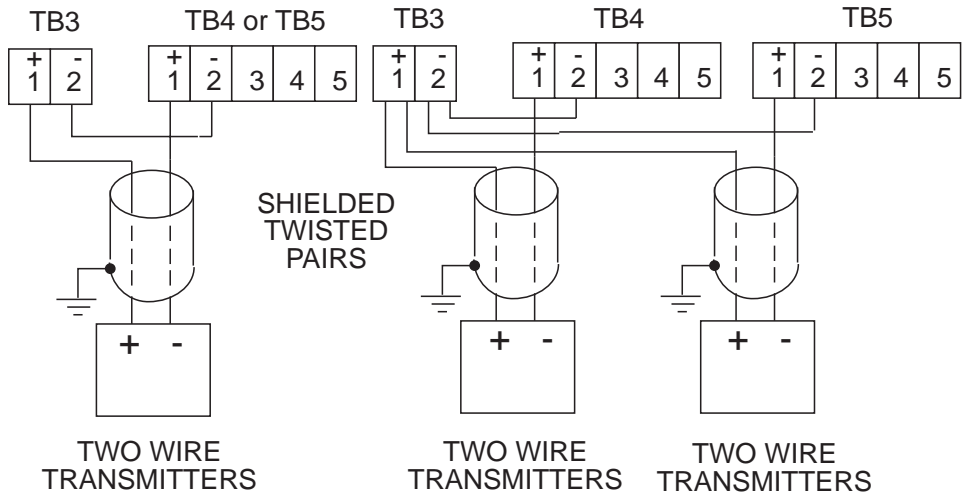 TB3 TB4 or TB5 TB3 TB4 TB5
+ - + - + - + - + -
1 2 1 2 3 4 5 1 2 1 2 3 4 5 1 2 3 4 5
SHIELDED
TWISTED
PAIRS
+ - + - + -
TWO WIRE
TRANSMITTERS
TWO WIRE
TRANSMITTERS
TWO WIRE
TRANSMITTERS